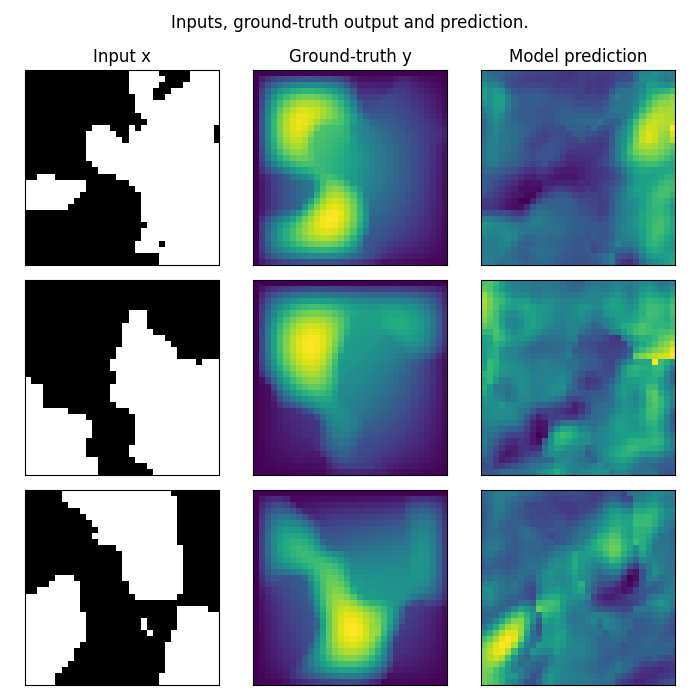 Inputs, ground-truth output and prediction.
Input x
Ground-truth y
Model prediction